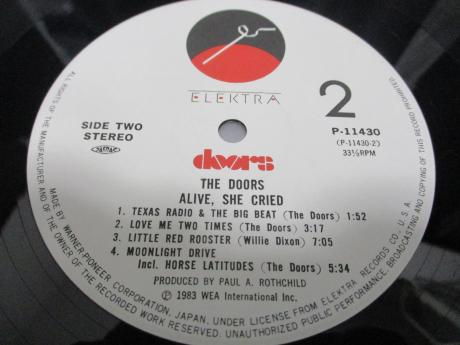 ELEKTRA
2
SIDE TWO
STEREO
P-11430
(P-11430-2)
33⅓RPM
doors
THE DOORS
ALIVE, SHE CRIED
1. TEXAS RADIO & THE BIG BEAT (The Doors) 1:52
2. LOVE ME TWO TIMES (The Doors) 3:17
3. LITTLE RED ROOSTER (Willie Dixon) 7:05
4. MOONLIGHT DRIVE
Incl. HORSE LATITUDES (The Doors) 5:34
PRODUCED BY PAUL A. ROTHCHILD
℗ 1983 WEA International Inc.
ALL RIGHTS OF THE MANUFACTURER AND OF THE OWNER OF THE RECORDED WORK RESERVED. UNAUTHORIZED PUBLIC PERFORMANCE, BROADCASTING AND COPYING OF THIS RECORD PROHIBITED.
MADE BY WARNER-PIONEER CORPORATION, JAPAN, UNDER LICENSE FROM ELEKTRA RECORDS CO., U.S.A.